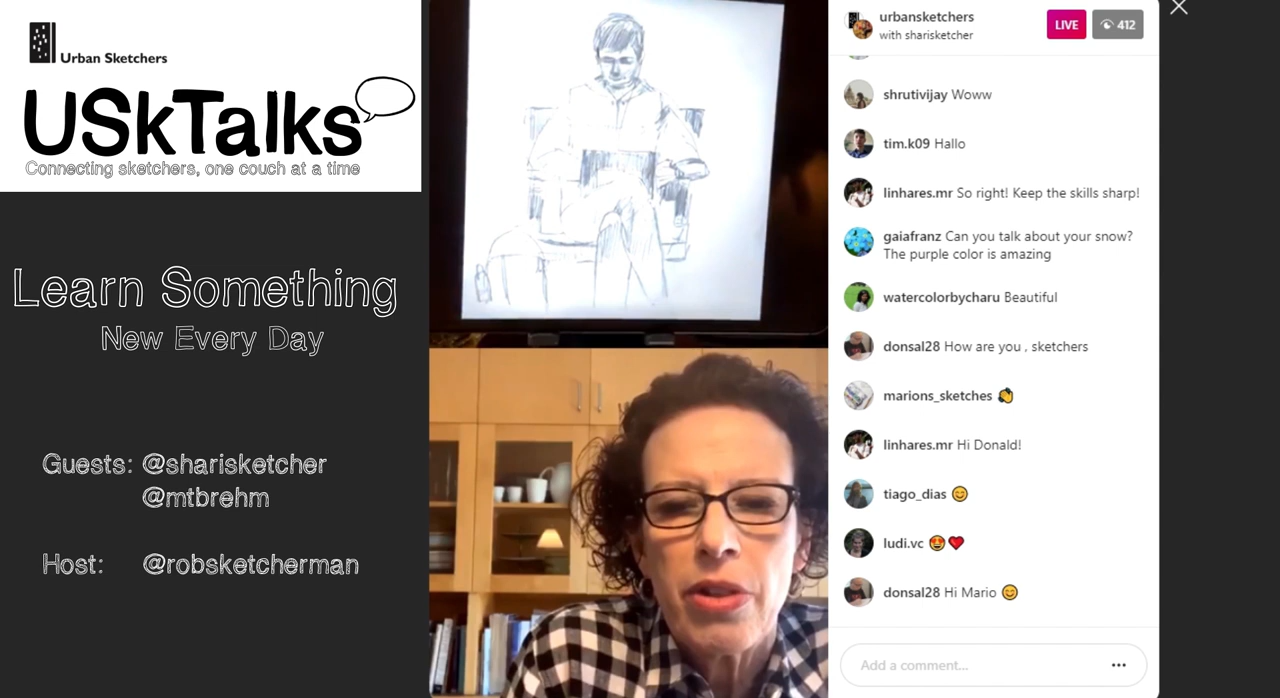 Urban Sketchers
USkTalks
Connecting sketchers, one couch at a time
Learn Something
New Every Day
Guests: @sharisketcher
@mtbrehm
Host: @robsketcherman
urbansketchers
with sharisketcher
LIVE
412
shrutivijay Woww
tim.k09 Hallo
linhares.mr So right! Keep the skills sharp!
gaiafranz Can you talk about your snow?
The purple color is amazing
watercolorbycharu Beautiful
donsal28 How are you , sketchers
marions_sketches 👏
linhares.mr Hi Donald!
tiago_dias 😊
ludi.vc 😍❤️
donsal28 Hi Mario 😊
Add a comment...